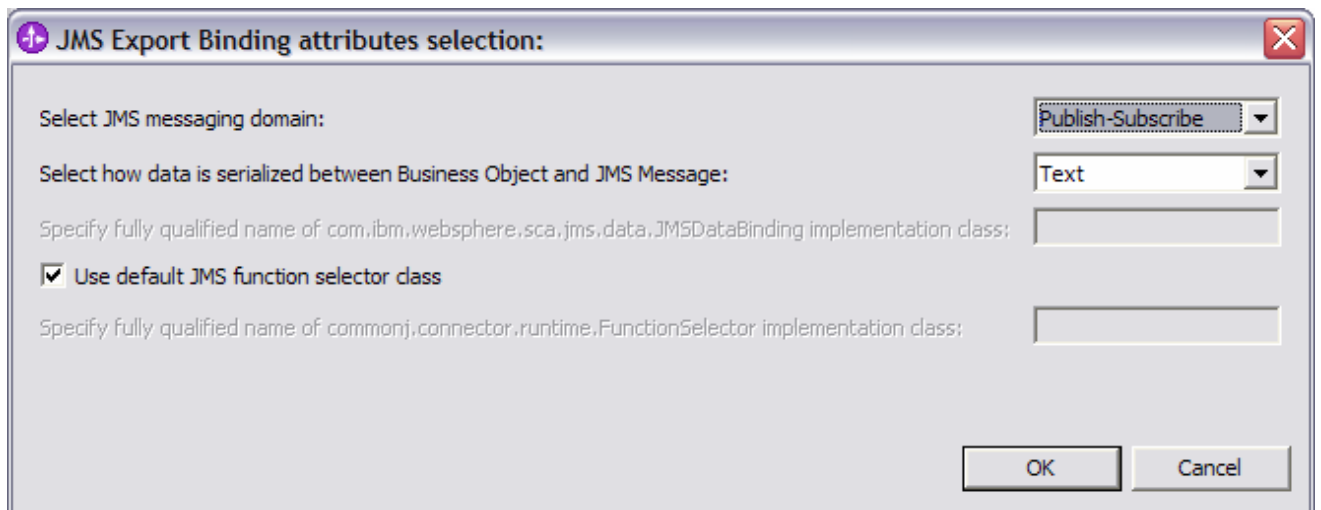 JMS Export Binding attributes selection:
Select JMS messaging domain: Publish-Subscribe
Select how data is serialized between Business Object and JMS Message: Text
Specify fully qualified name of com.ibm.websphere.sca.jms.data.JMSDataBinding implementation class:
Use default JMS function selector class
Specify fully qualified name of commonj.connector.runtime.FunctionSelector implementation class:
OK Cancel